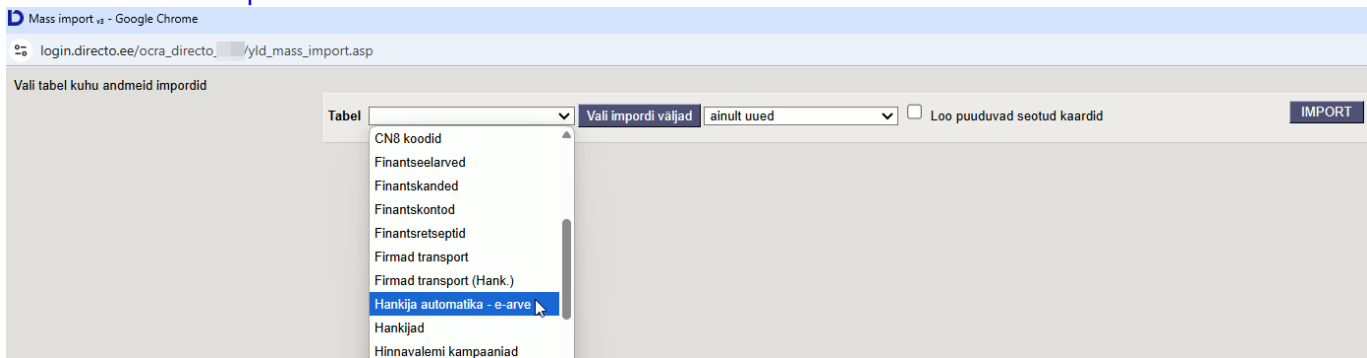 Mass import v3 - Google Chrome
login.directo.ee/ocra_directo_ /yld_mass_import.asp
Vali tabel kuhu andmeid impordid
Tabel Vali impordi väljad ainult uued Loo puuduvad seotud kaardid IMPORT
CN8 koodid
Finantseelarved
Finantskanded
Finantskontod
Finantsretseptid
Firmad transport
Firmad transport (Hank.)
Hankija automatika - e-arve
Hankijad
Hinnavalemi kampaaniad